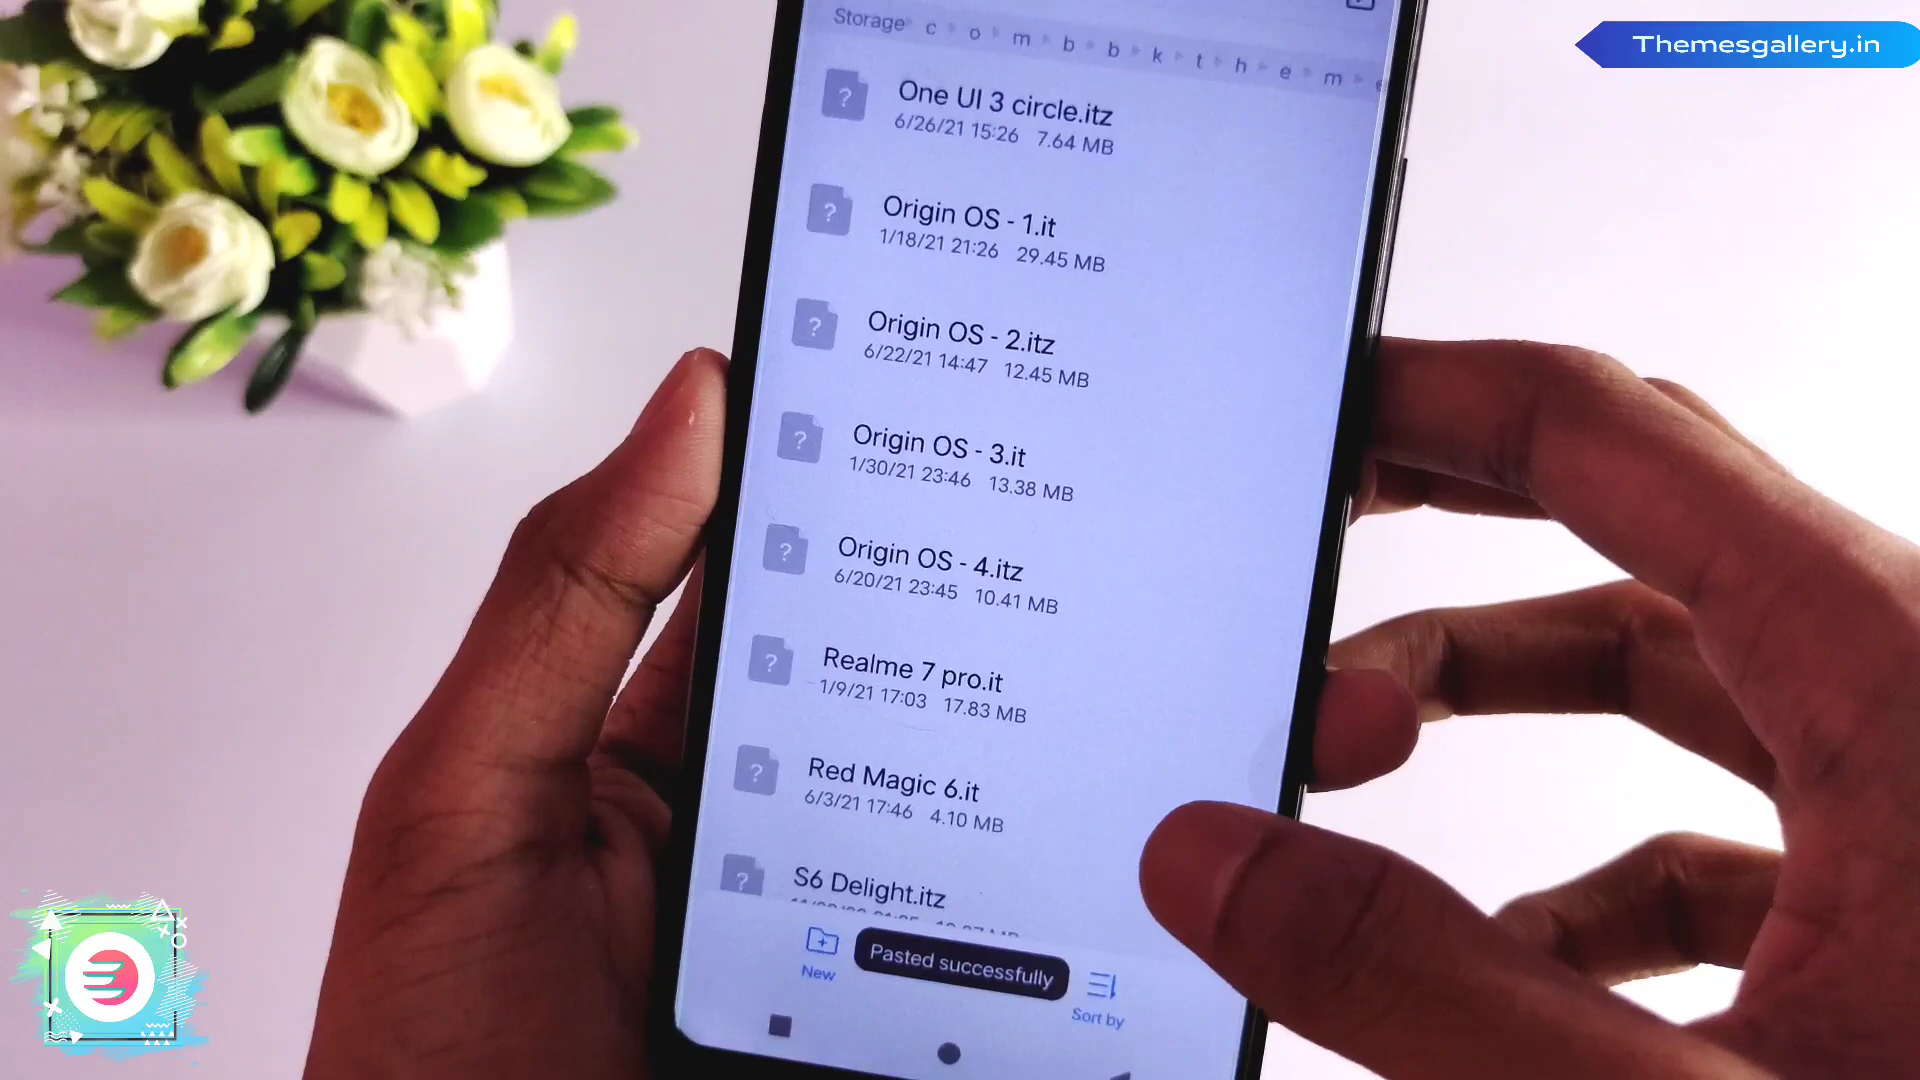 Themesgallery.in
Storage c o m b b k t h e m
One UI 3 circle.itz
6/26/21 15:26 7.64 MB
Origin OS - 1.it
1/18/21 21:26 29.45 MB
Origin OS - 2.itz
6/22/21 14:47 12.45 MB
Origin OS - 3.it
1/30/21 23:46 13.38 MB
Origin OS - 4.itz
6/20/21 23:45 10.41 MB
Realme 7 pro.it
1/9/21 17:03 17.83 MB
Red Magic 6.it
6/3/21 17:46 4.10 MB
S6 Delight.itz
New
Pasted successfully
Sort by